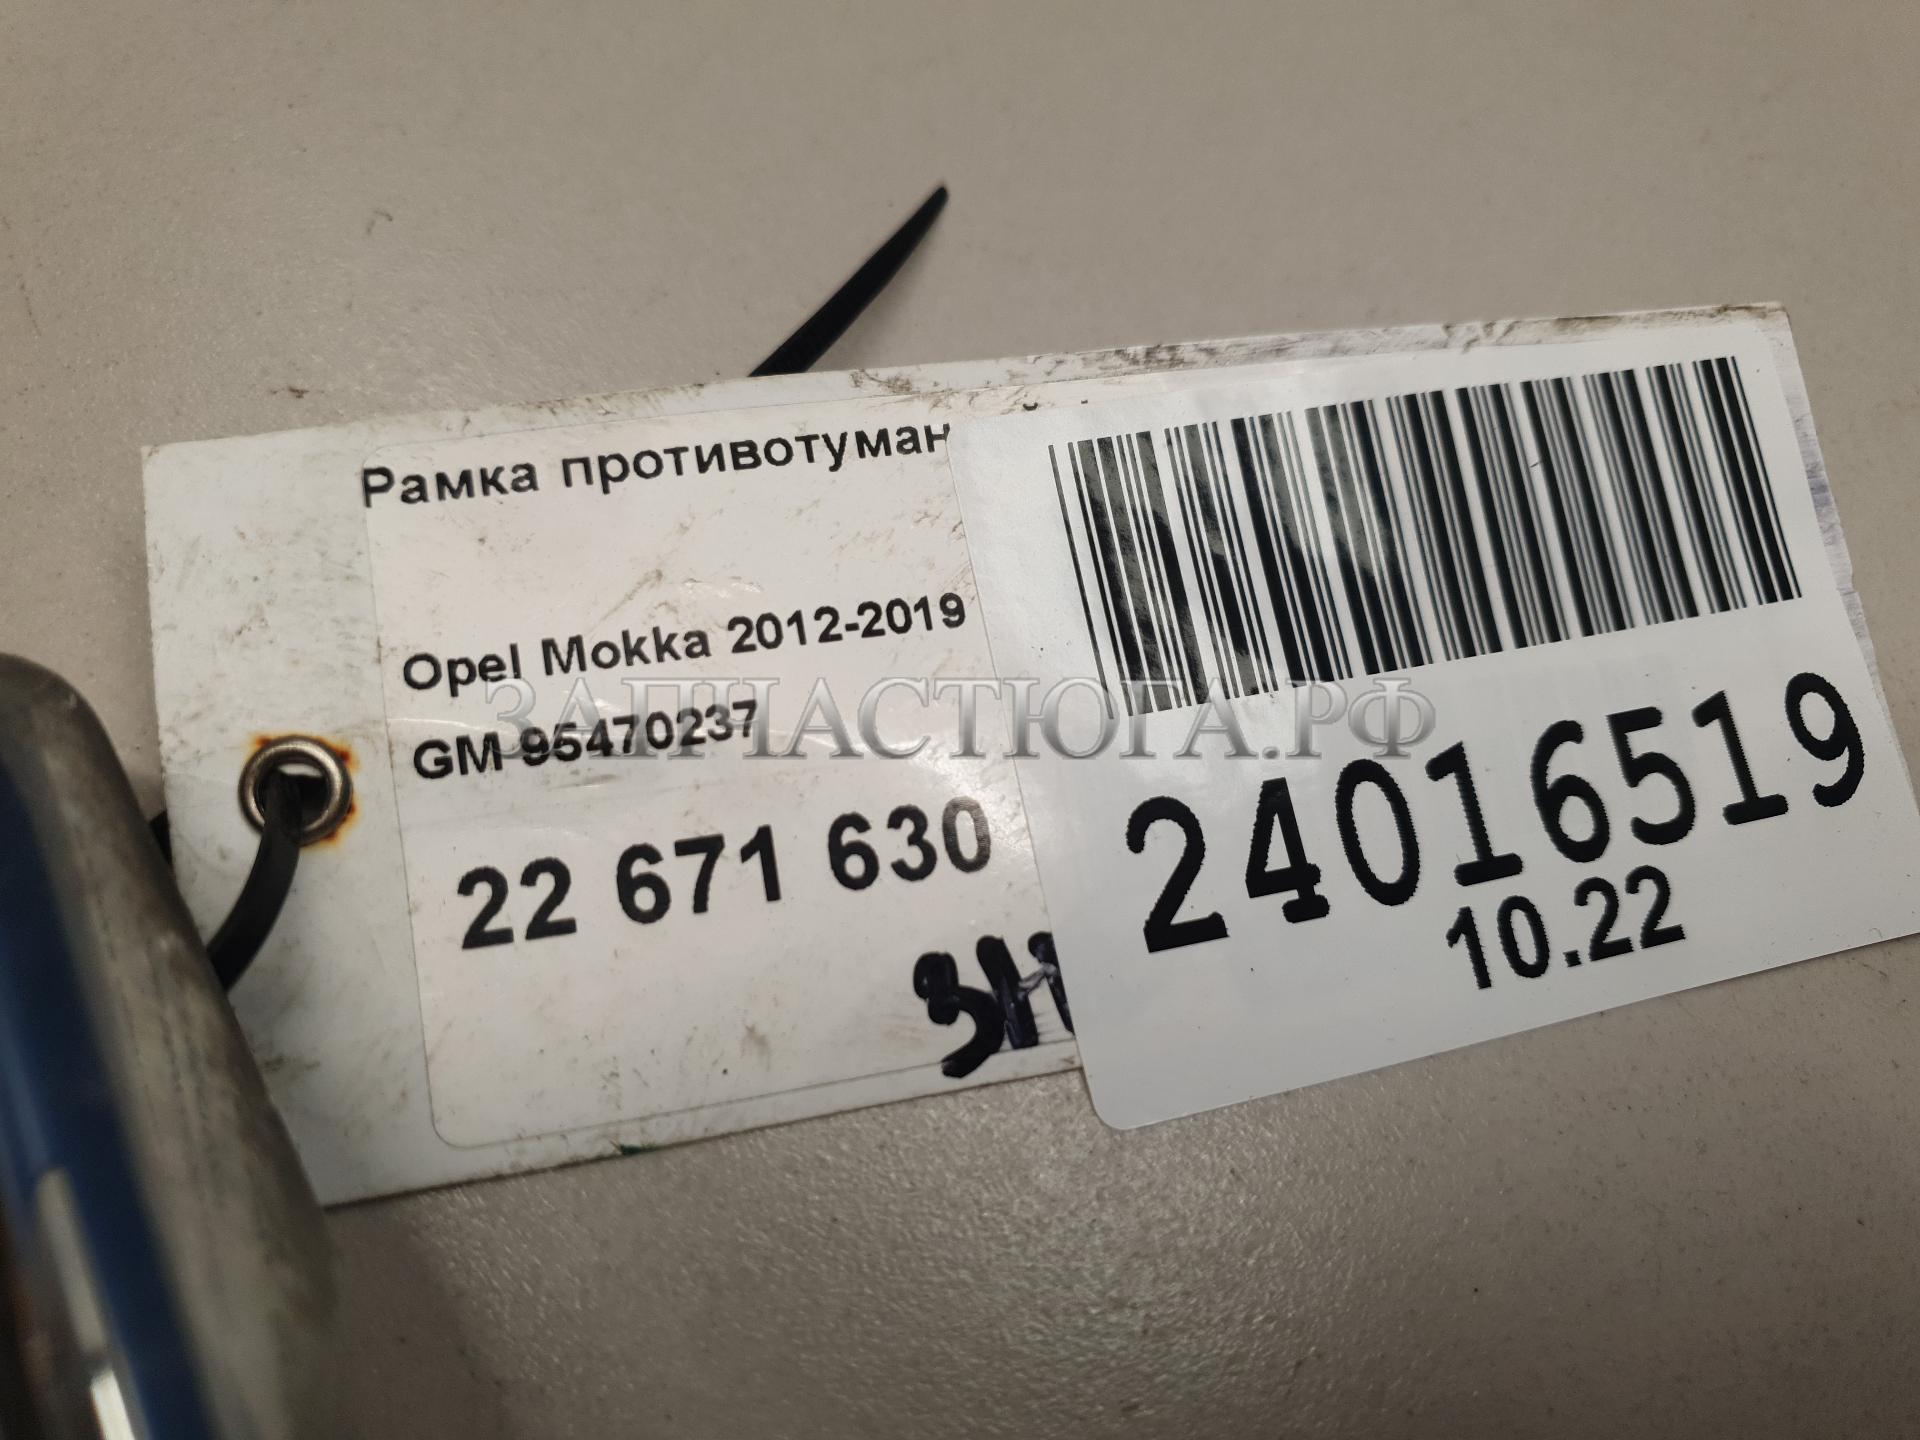 Рамка противотуман
Opel Mokka 2012-2019
GM 95470237
22 671 630
24016519
10.22
ЗАПЧАСТЮГА.РФ